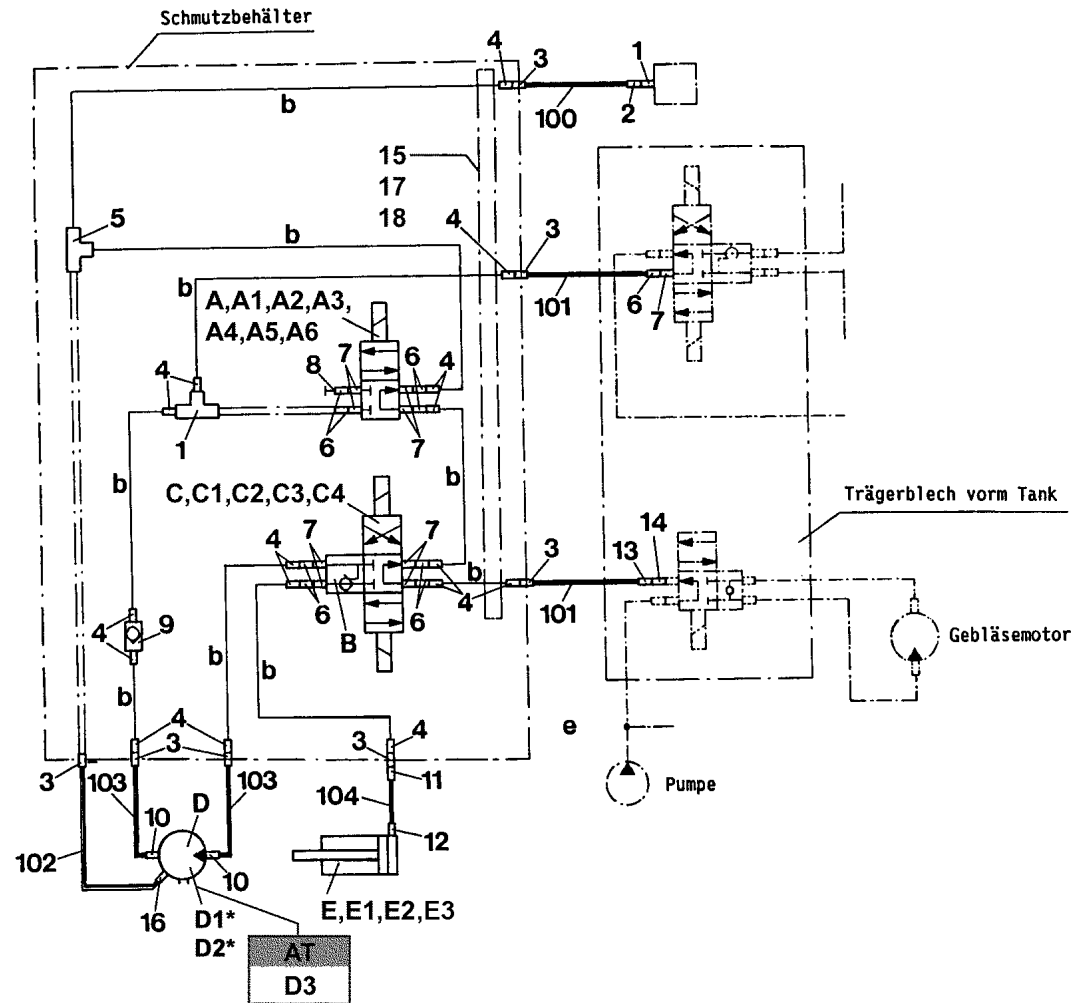 Schmutzbehälter
4
3
1
b
100
2
15
17
18
5
b
4
3
b
101
6
7
A,A1,A2,A3,
A4,A5,A6
8
7
6
4
4
1
6
7
b
b
C,C1,C2,C3,C4
Trägerblech vorm Tank
4
7
7
3
13
14
b
6
B
6
4
101
4
9
Gebläsemotor
b
b
b
4
4
e
3
3
3
11
Pumpe
103
103
104
D
10
12
102
10
16
D1*
D2*
E,E1,E2,E3
AT
D3